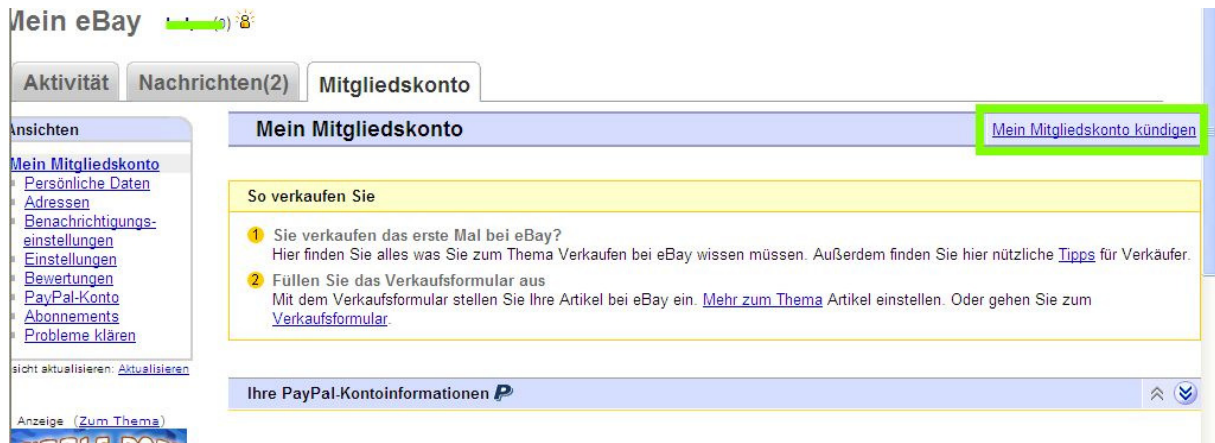 Mein eBay (0)
Aktivität Nachrichten(2) Mitgliedskonto
Ansichten
Mein Mitgliedskonto
Persönliche Daten
Adressen
Benachrichtigungs-
einstellungen
Einstellungen
Bewertungen
PayPal-Konto
Abonnements
Probleme klären
sicht aktualisieren: Aktualisieren
Anzeige (Zum Thema)
Mein Mitgliedskonto
Mein Mitgliedskonto kündigen
So verkaufen Sie
1 Sie verkaufen das erste Mal bei eBay?
Hier finden Sie alles was Sie zum Thema Verkaufen bei eBay wissen müssen. Außerdem finden Sie hier nützliche Tipps für Verkäufer.
2 Füllen Sie das Verkaufsformular aus
Mit dem Verkaufsformular stellen Sie Ihre Artikel bei eBay ein. Mehr zum Thema Artikel einstellen. Oder gehen Sie zum
Verkaufsformular.
Ihre PayPal-Kontoinformationen